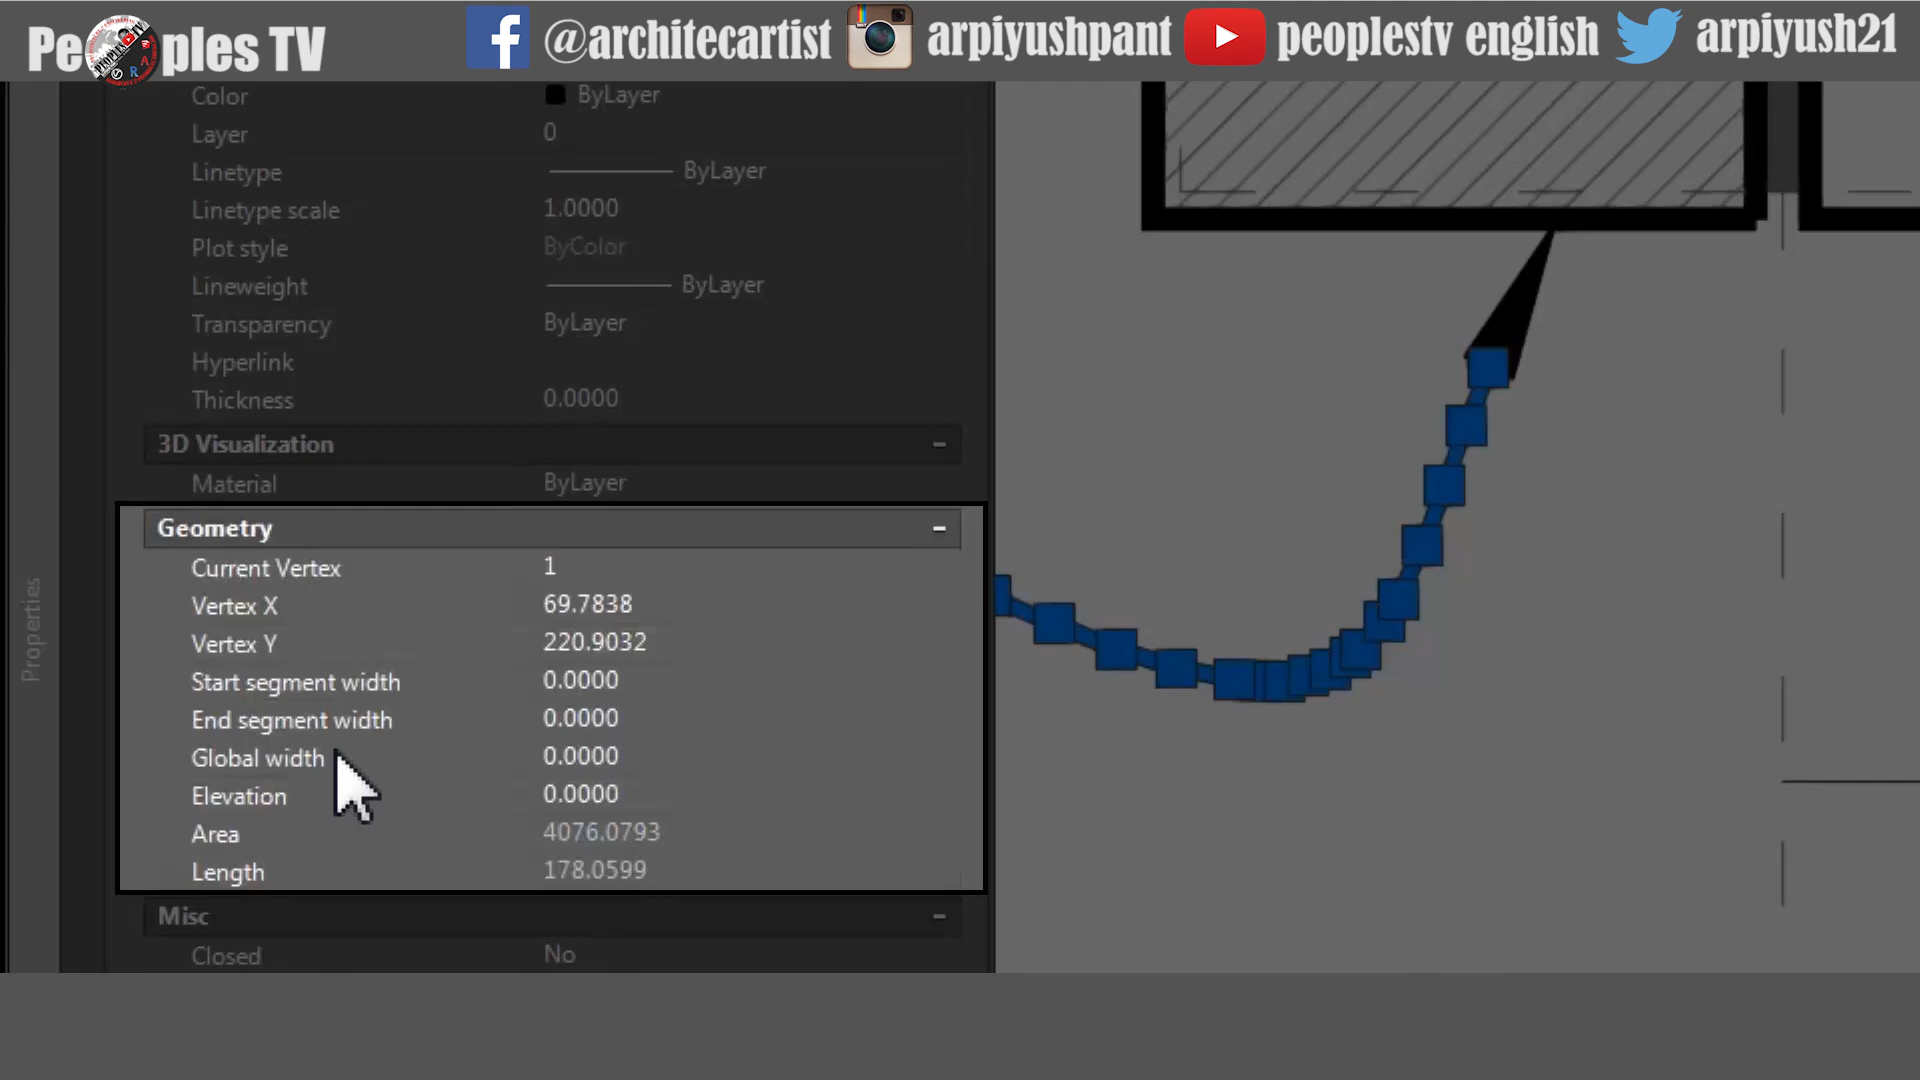 Peoples TV
@architecartist
arpiyushpant
peoplestv english
arpiyush21
Color ByLayer
Layer 0
Linetype ByLayer
Linetype scale 1.0000
Plot style ByColor
Lineweight ByLayer
Transparency ByLayer
Hyperlink
Thickness 0.0000
3D Visualization
Material ByLayer
Geometry
Current Vertex 1
Vertex X 69.7838
Vertex Y 220.9032
Start segment width 0.0000
End segment width 0.0000
Global width 0.0000
Elevation 0.0000
Area 4076.0793
Length 178.0599
Misc
Closed No
Properties